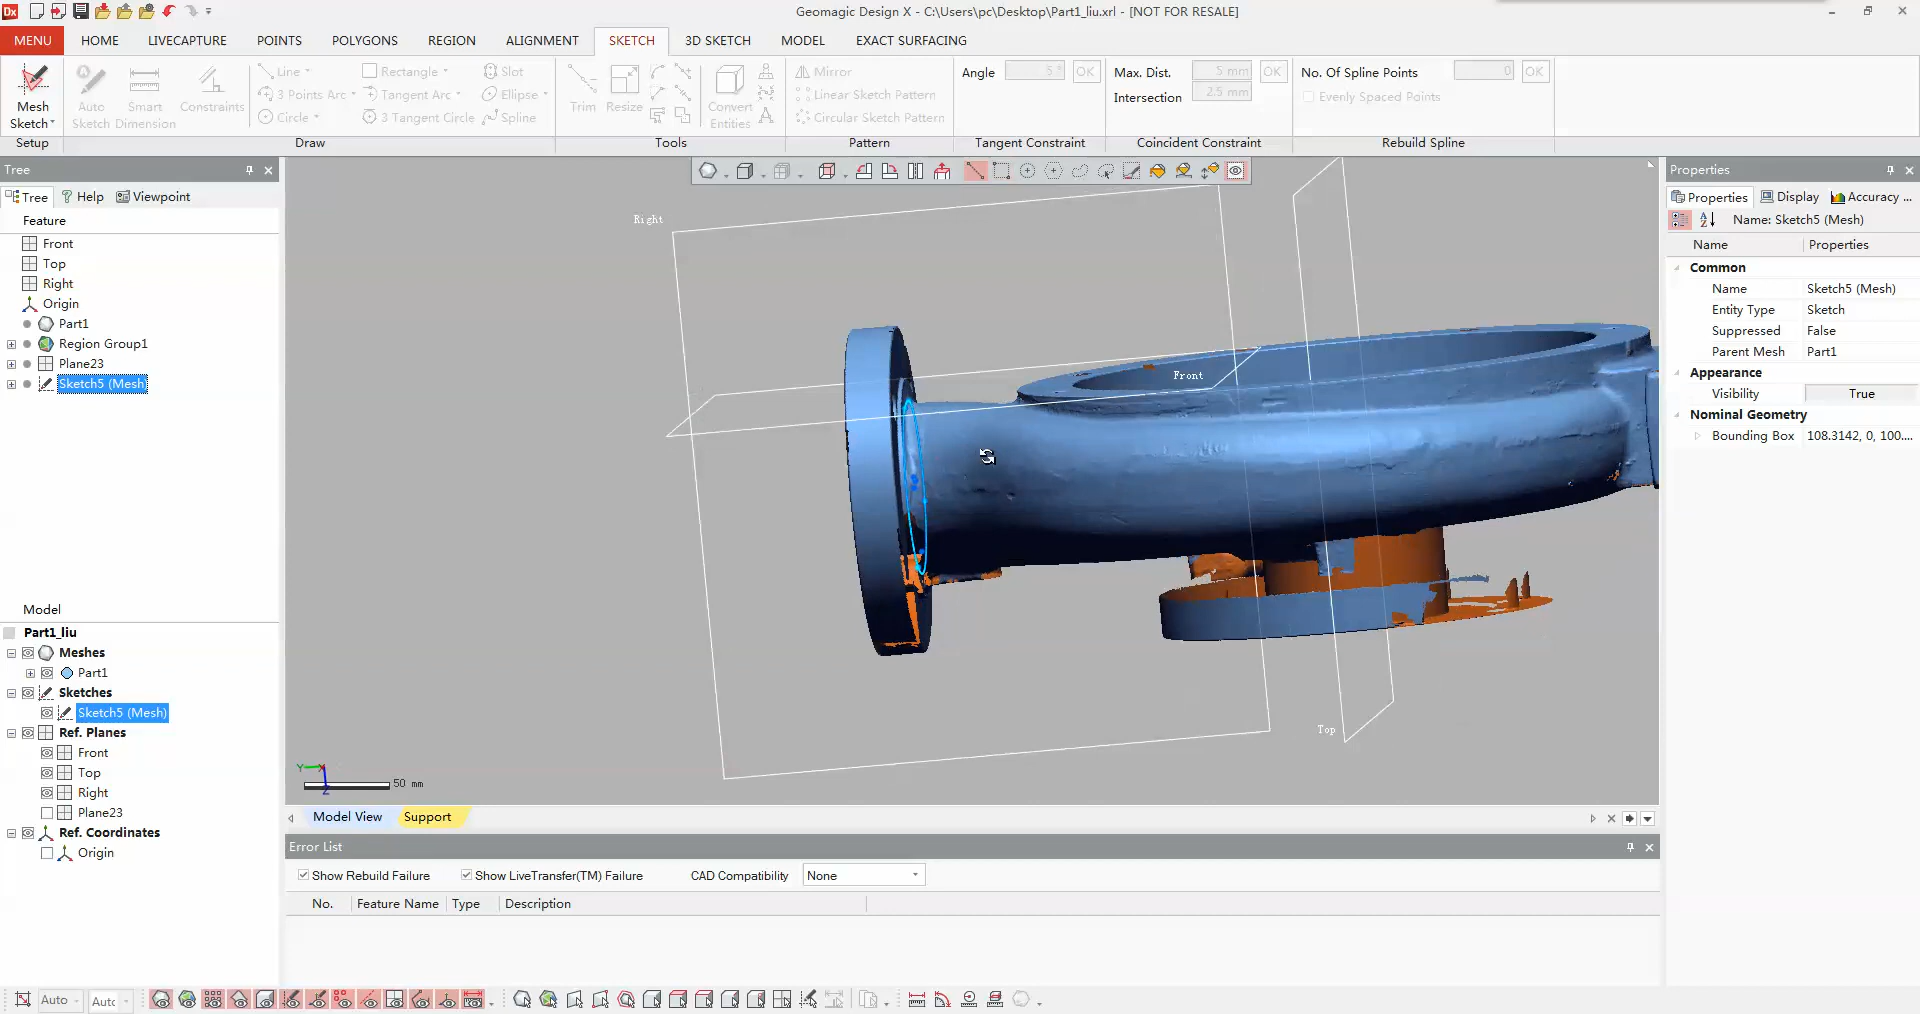 Geomagic Design X - C:\Users\pc\Desktop\Part1_liu.xrl - [NOT FOR RESALE]
MENU HOME LIVECAPTURE POINTS POLYGONS REGION ALIGNMENT SKETCH 3D SKETCH MODEL EXACT SURFACING
Mesh Sketch
Setup
Auto Sketch
Smart Dimension
Constraints
Line
3 Points Arc
Circle
Rectangle
Tangent Arc
3 Tangent Circle
Slot
Ellipse
Spline
Draw
Trim
Resize
Convert Entities
Tools
Mirror
Linear Sketch Pattern
Circular Sketch Pattern
Pattern
Angle 5° OK
Tangent Constraint
Max. Dist. 5 mm OK
Intersection 2.5 mm
Coincident Constraint
No. Of Spline Points 0 OK
Evenly Spaced Points
Rebuild Spline
Tree
Tree Help Viewpoint
Feature
Front
Top
Right
Origin
Part1
Region Group1
Plane23
Sketch5 (Mesh)
Model
Part1_liu
Meshes
Part1
Sketches
Sketch5 (Mesh)
Ref. Planes
Front
Top
Right
Plane23
Ref. Coordinates
Origin
Right
Front
Top
Y
X
Z
50 mm
Model View Support
Error List
Show Rebuild Failure Show LiveTransfer(TM) Failure CAD Compatibility None
No. Feature Name Type Description
Properties
Properties Display Accuracy ...
Name: Sketch5 (Mesh)
Name Properties
Common
Name Sketch5 (Mesh)
Entity Type Sketch
Suppressed False
Parent Mesh Part1
Appearance
Visibility True
Nominal Geometry
Bounding Box 108.3142, 0, 100....
Auto Autc